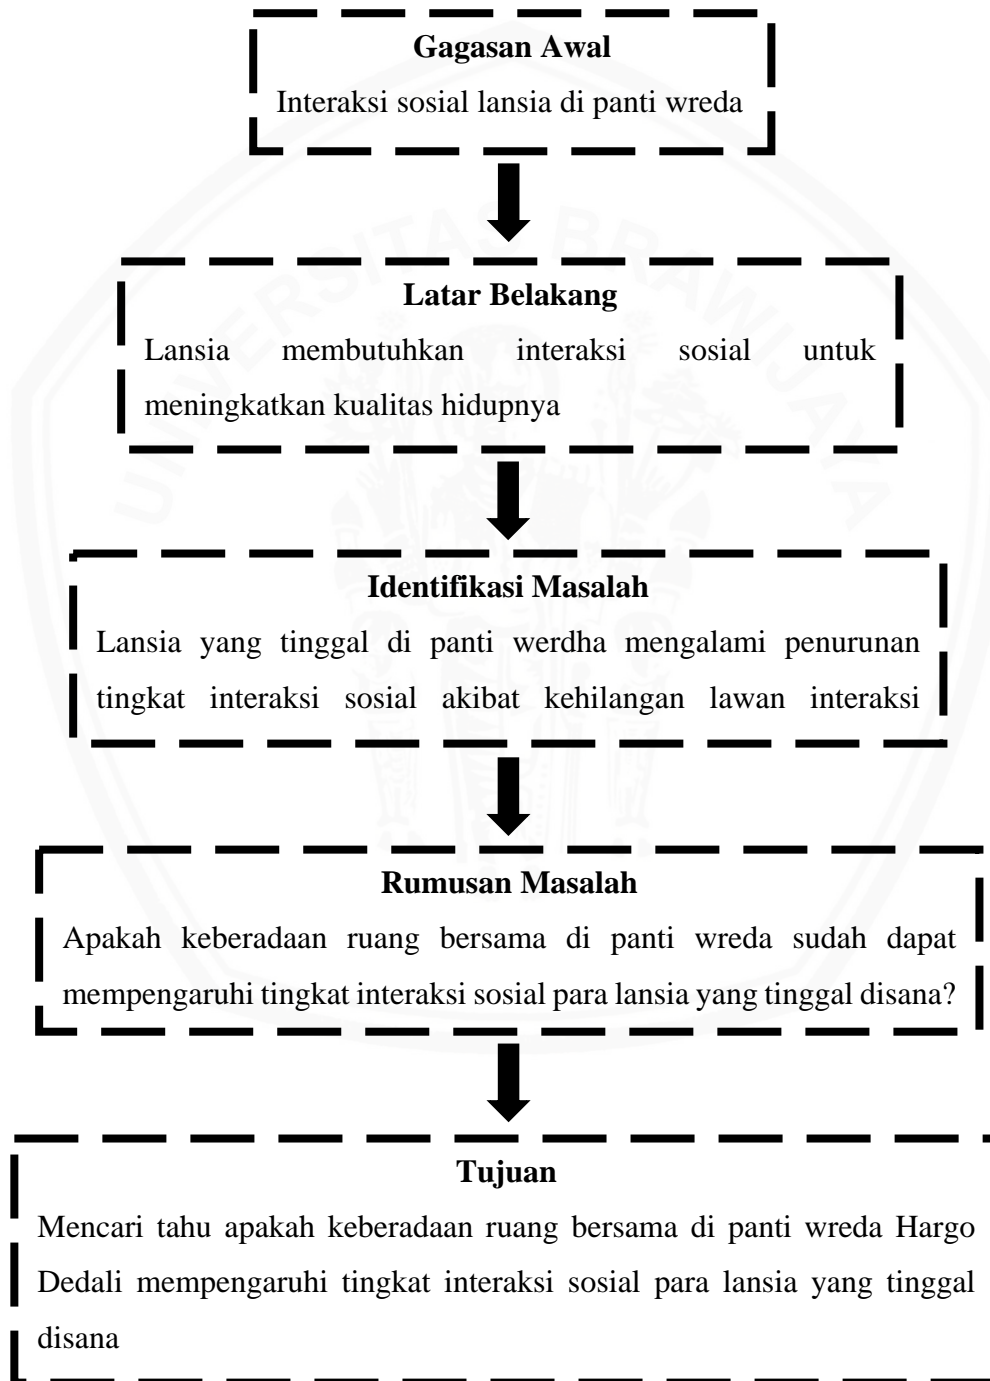 Gagasan Awal
Interaksi sosial lansia di panti wreda
UNIVERSITAS BRAWIJAYA
Latar Belakang
Lansia membutuhkan interaksi sosial untuk
meningkatkan kualitas hidupnya
Identifikasi Masalah
Lansia yang tinggal di panti werdha mengalami penurunan
tingkat interaksi sosial akibat kehilangan lawan interaksi
Rumusan Masalah
Apakah keberadaan ruang bersama di panti wreda sudah dapat
mempengaruhi tingkat interaksi sosial para lansia yang tinggal disana?
Tujuan
Mencari tahu apakah keberadaan ruang bersama di panti wreda Hargo
Dedali mempengaruhi tingkat interaksi sosial para lansia yang tinggal
disana